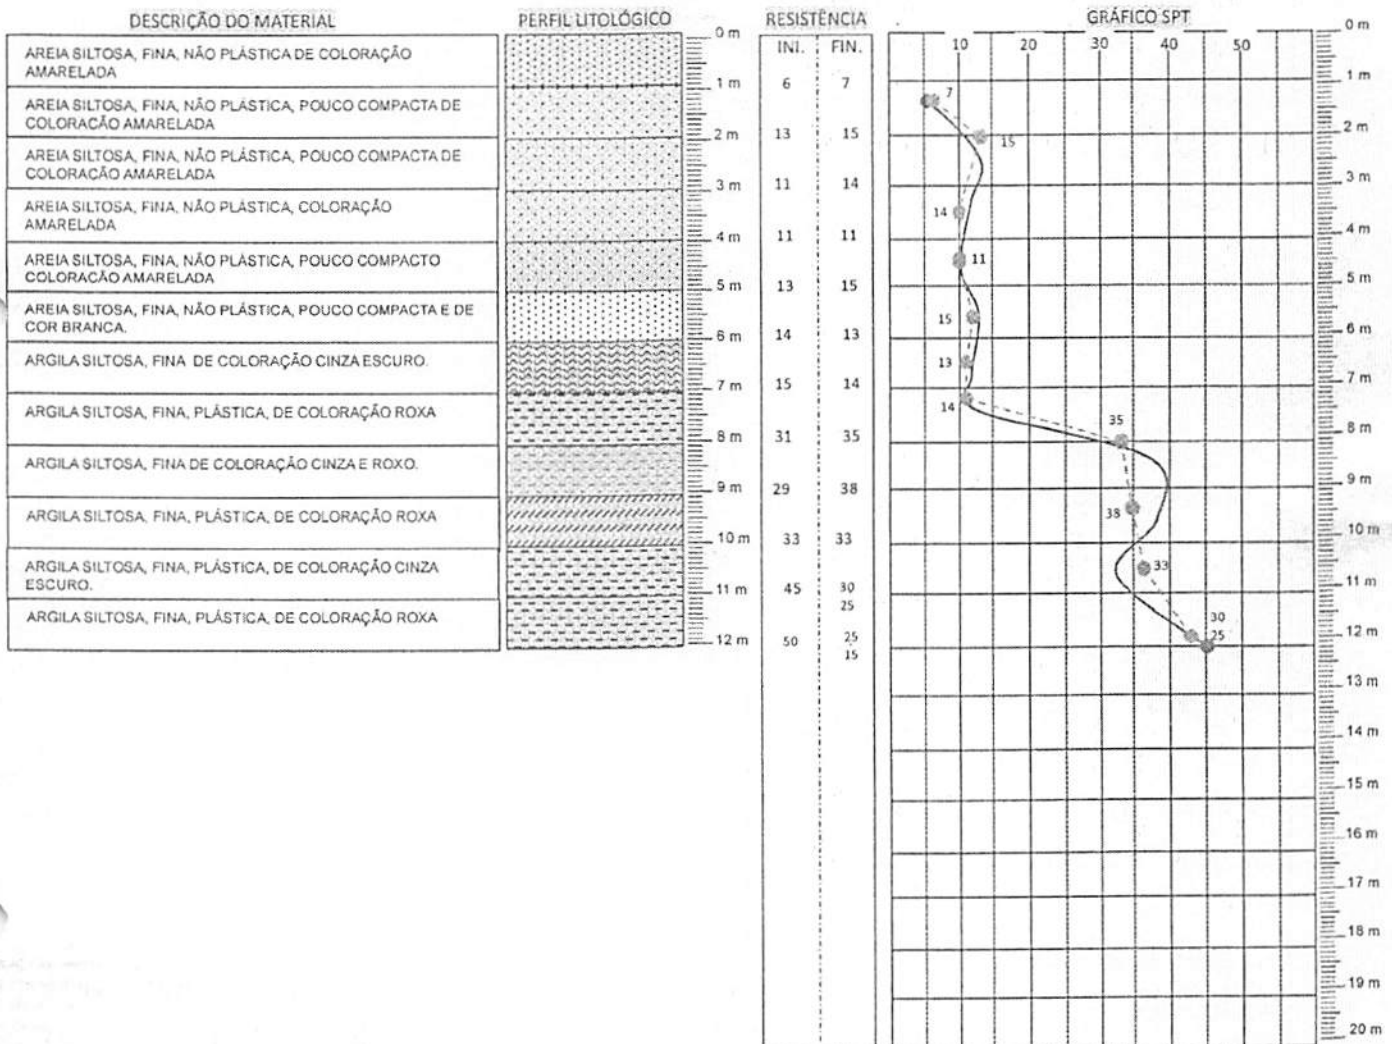 DESCRIÇÃO DO MATERIAL
PERFIL LITOLÓGICO
RESISTÊNCIA
GRÁFICO SPT
INI. FIN.
10 20 30 40 50
AREIA SILTOSA, FINA, NÃO PLÁSTICA DE COLORAÇÃO
AMARELADA
AREIA SILTOSA, FINA, NÃO PLÁSTICA, POUCO COMPACTA DE
COLORAÇÃO AMARELADA
AREIA SILTOSA, FINA, NÃO PLÁSTICA, POUCO COMPACTA DE
COLORAÇÃO AMARELADA
AREIA SILTOSA, FINA, NÃO PLÁSTICA, COLORAÇÃO
AMARELADA
AREIA SILTOSA, FINA, NÃO PLÁSTICA, POUCO COMPACTO
COLORAÇÃO AMARELADA
AREIA SILTOSA, FINA, NÃO PLÁSTICA, POUCO COMPACTA E DE
COR BRANCA.
ARGILA SILTOSA, FINA DE COLORAÇÃO CINZA ESCURO.
ARGILA SILTOSA, FINA, PLÁSTICA, DE COLORAÇÃO ROXA
ARGILA SILTOSA, FINA DE COLORAÇÃO CINZA E ROXO.
ARGILA SILTOSA, FINA, PLÁSTICA, DE COLORAÇÃO ROXA
ARGILA SILTOSA, FINA, PLÁSTICA, DE COLORAÇÃO CINZA
ESCURO.
ARGILA SILTOSA, FINA, PLÁSTICA, DE COLORAÇÃO ROXA
0 m
1 m
2 m
3 m
4 m
5 m
6 m
7 m
8 m
9 m
10 m
11 m
12 m
6 7
13 15
11 14
11 11
13 15
14 13
15 14
31 35
29 38
33 33
45 30
25
50 25
15
7
15
14
11
15
13
14
35
38
33
30
25
0 m
1 m
2 m
3 m
4 m
5 m
6 m
7 m
8 m
9 m
10 m
11 m
12 m
13 m
14 m
15 m
16 m
17 m
18 m
19 m
20 m